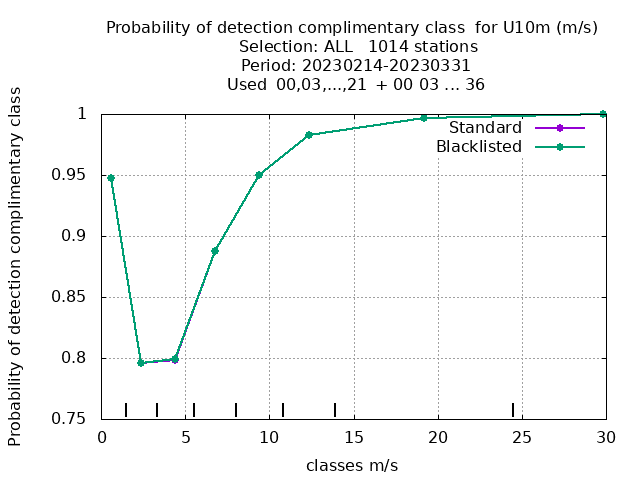 Probability of detection complimentary class  for U10m (m/s)
Selection: ALL   1014 stations
Period: 20230214-20230331
Used  00,03,...,21  + 00 03 ... 36
Probability of detection complimentary class
1
0.95
0.9
0.85
0.8
0.75
Standard
Blacklisted
0 5 10 15 20 25 30
classes m/s